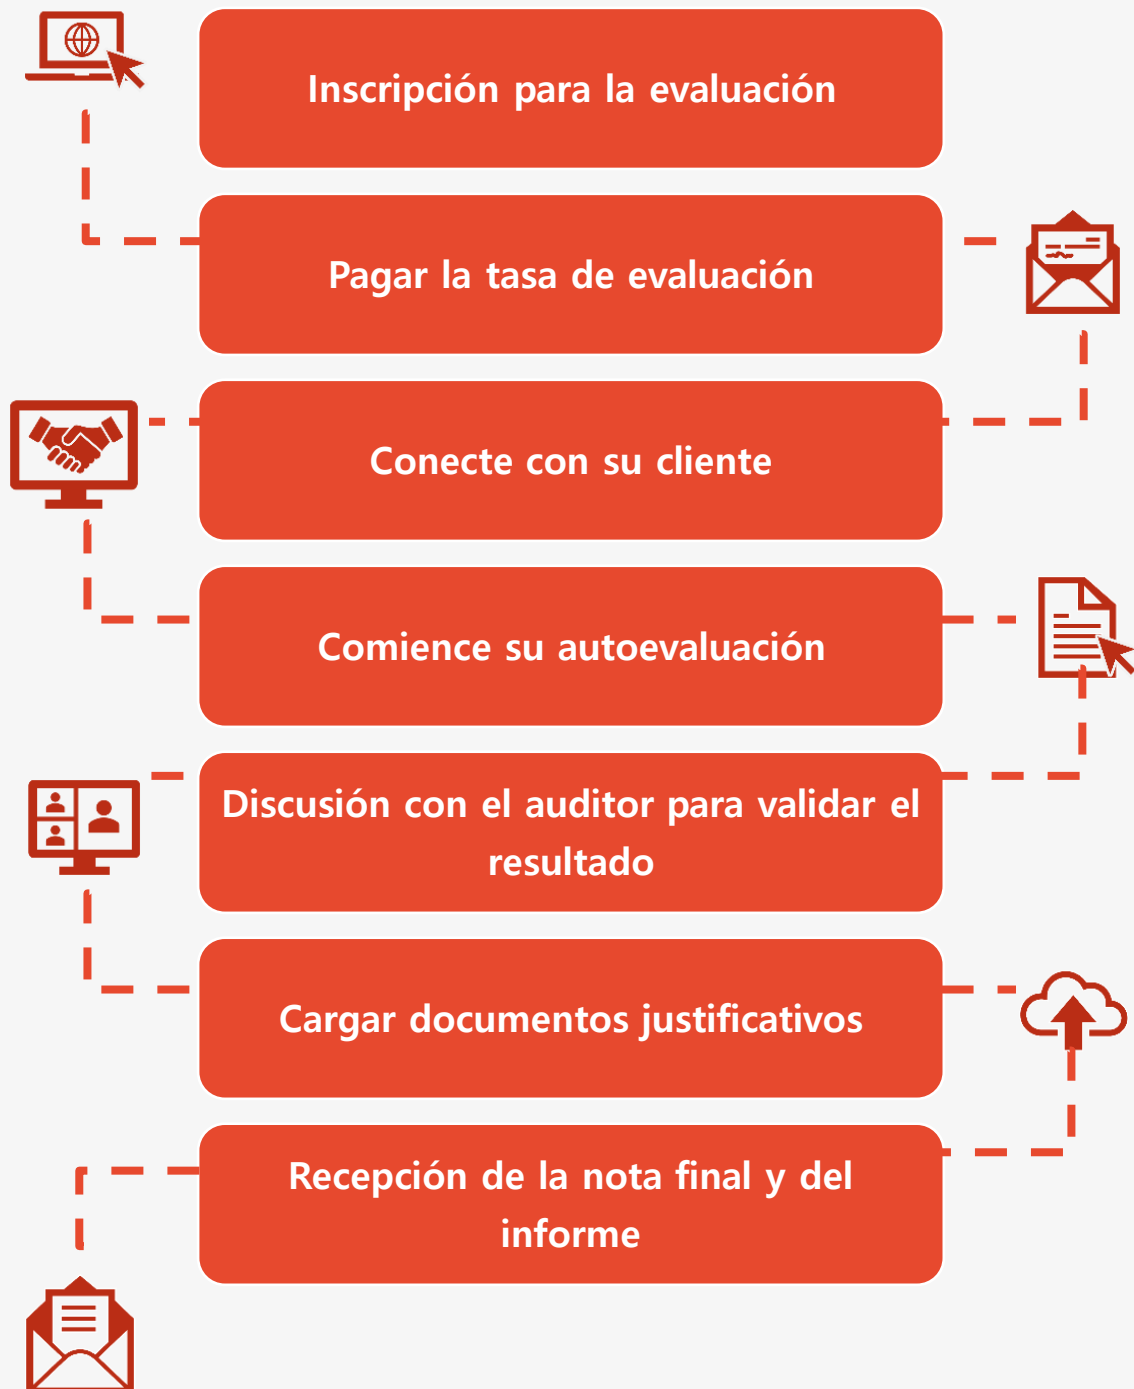 Inscripción para la evaluación
Pagar la tasa de evaluación
Conecte con su cliente
Comience su autoevaluación
Discusión con el auditor para validar el
resultado
Cargar documentos justificativos
Recepción de la nota final y del
informe